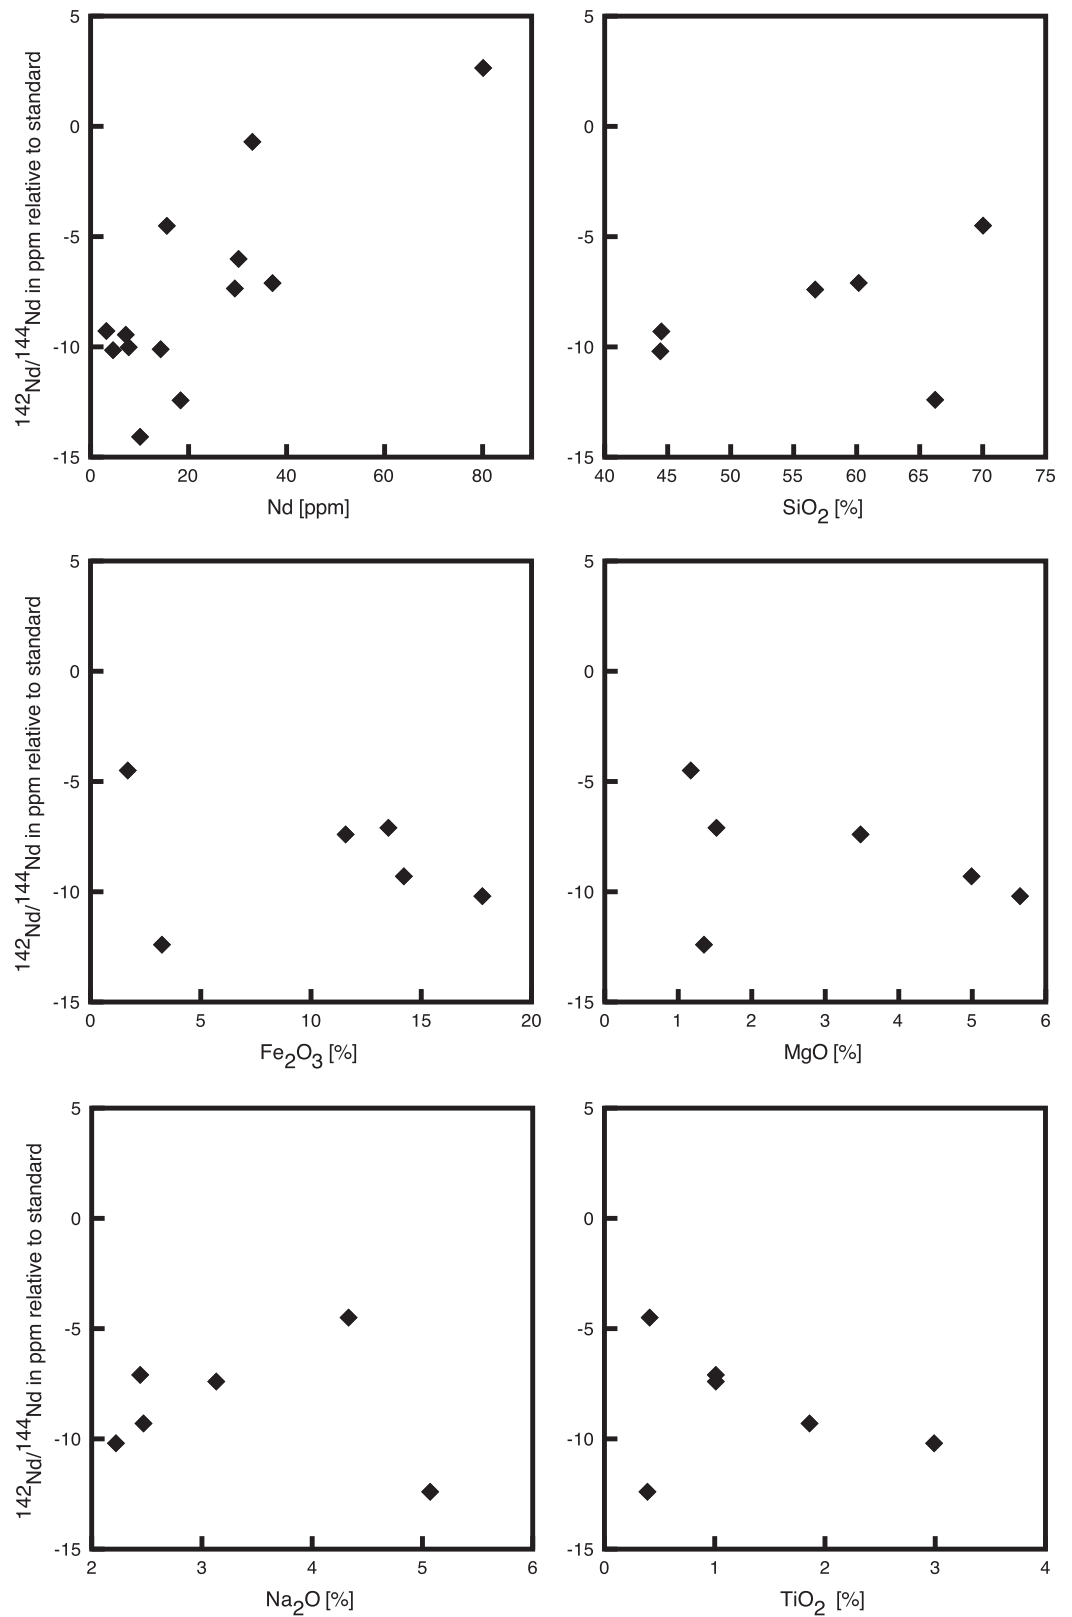 5 5
0 0
-5 -5
-10 -10
-15 -15
142Nd/144Nd in ppm relative to standard
0 20 40 60 80
40 45 50 55 60 65 70 75
Nd [ppm]
SiO2 [%]
5 5
0 0
-5 -5
-10 -10
-15 -15
142Nd/144Nd in ppm relative to standard
0 5 10 15 20
0 1 2 3 4 5 6
Fe2O3 [%]
MgO [%]
5 5
0 0
-5 -5
-10 -10
-15 -15
142Nd/144Nd in ppm relative to standard
2 3 4 5 6
0 1 2 3 4
Na2O [%]
TiO2 [%]